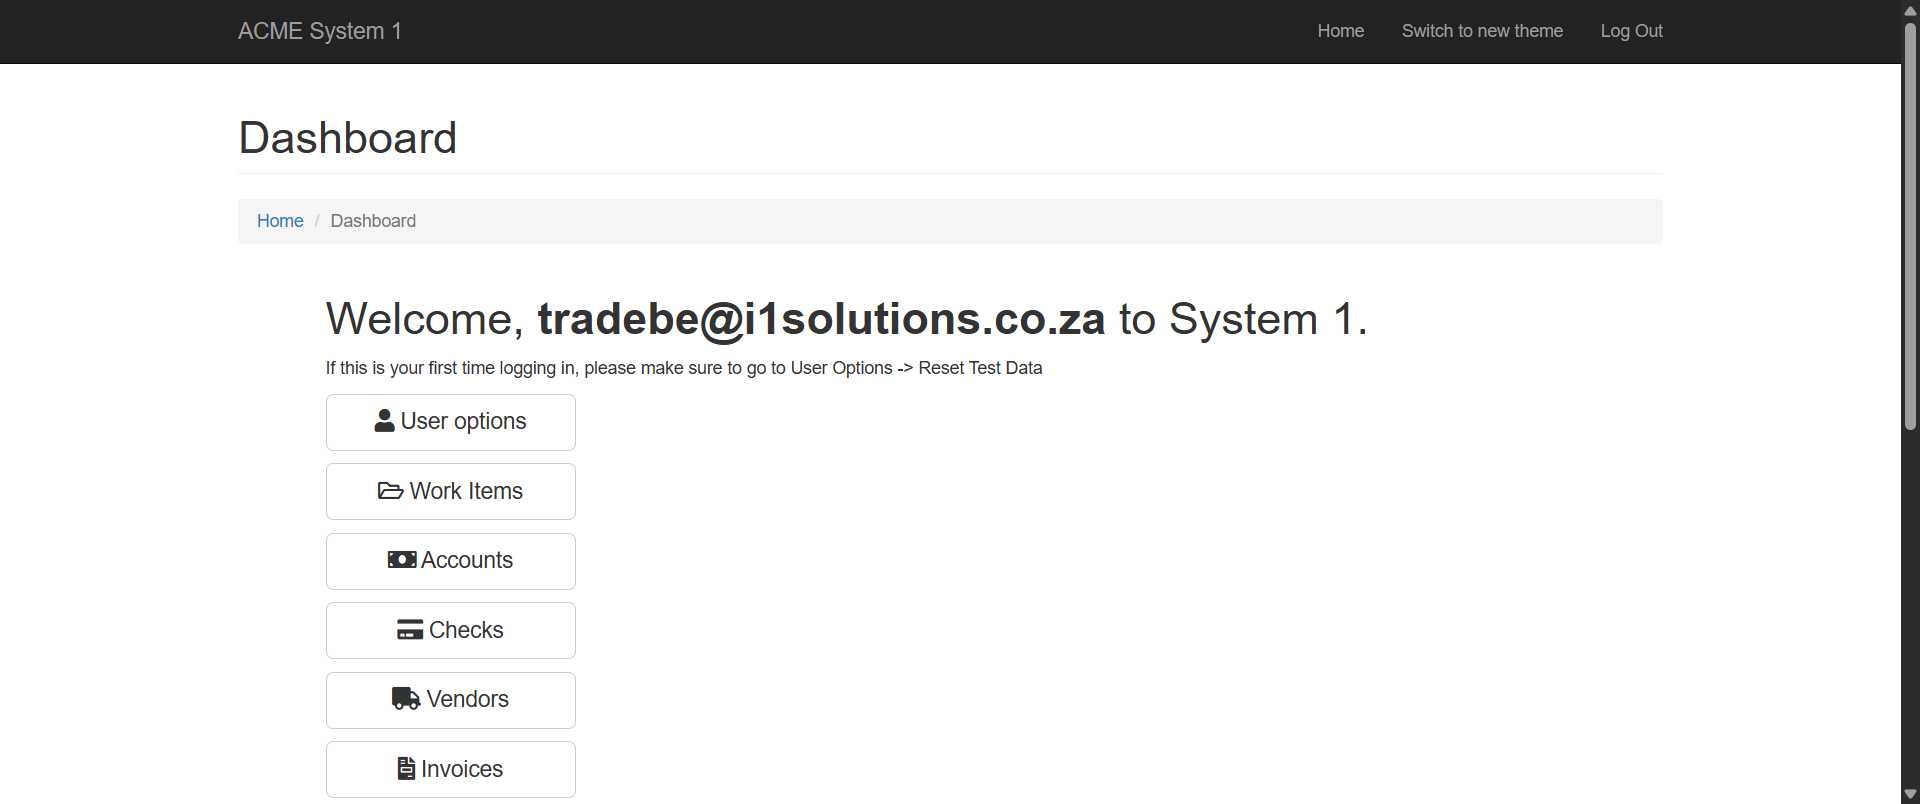 ACME System 1
Home
Switch to new theme
Log Out
Dashboard
Home / Dashboard
Welcome, tradebe@i1solutions.co.za to System 1.
If this is your first time logging in, please make sure to go to User Options -> Reset Test Data
User options
Work Items
Accounts
Checks
Vendors
Invoices